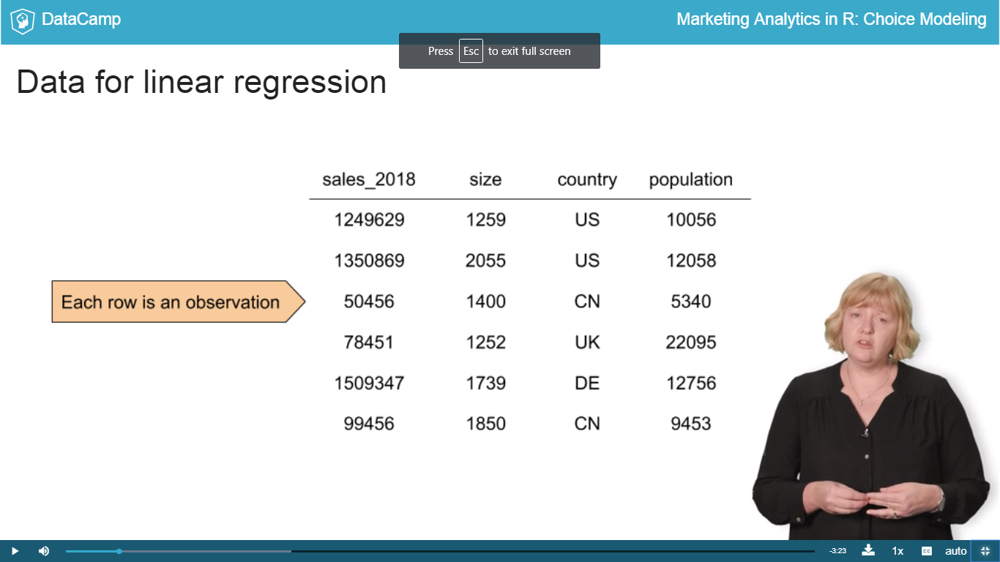 DataCamp
Marketing Analytics in R: Choice Modeling
Press Esc to exit full screen
Data for linear regression
sales_2018 size country population
1249629 1259 US 10056
1350869 2055 US 12058
Each row is an observation
50456 1400 CN 5340
78451 1252 UK 22095
1509347 1739 DE 12756
99456 1850 CN 9453
-3:23 1x CC auto